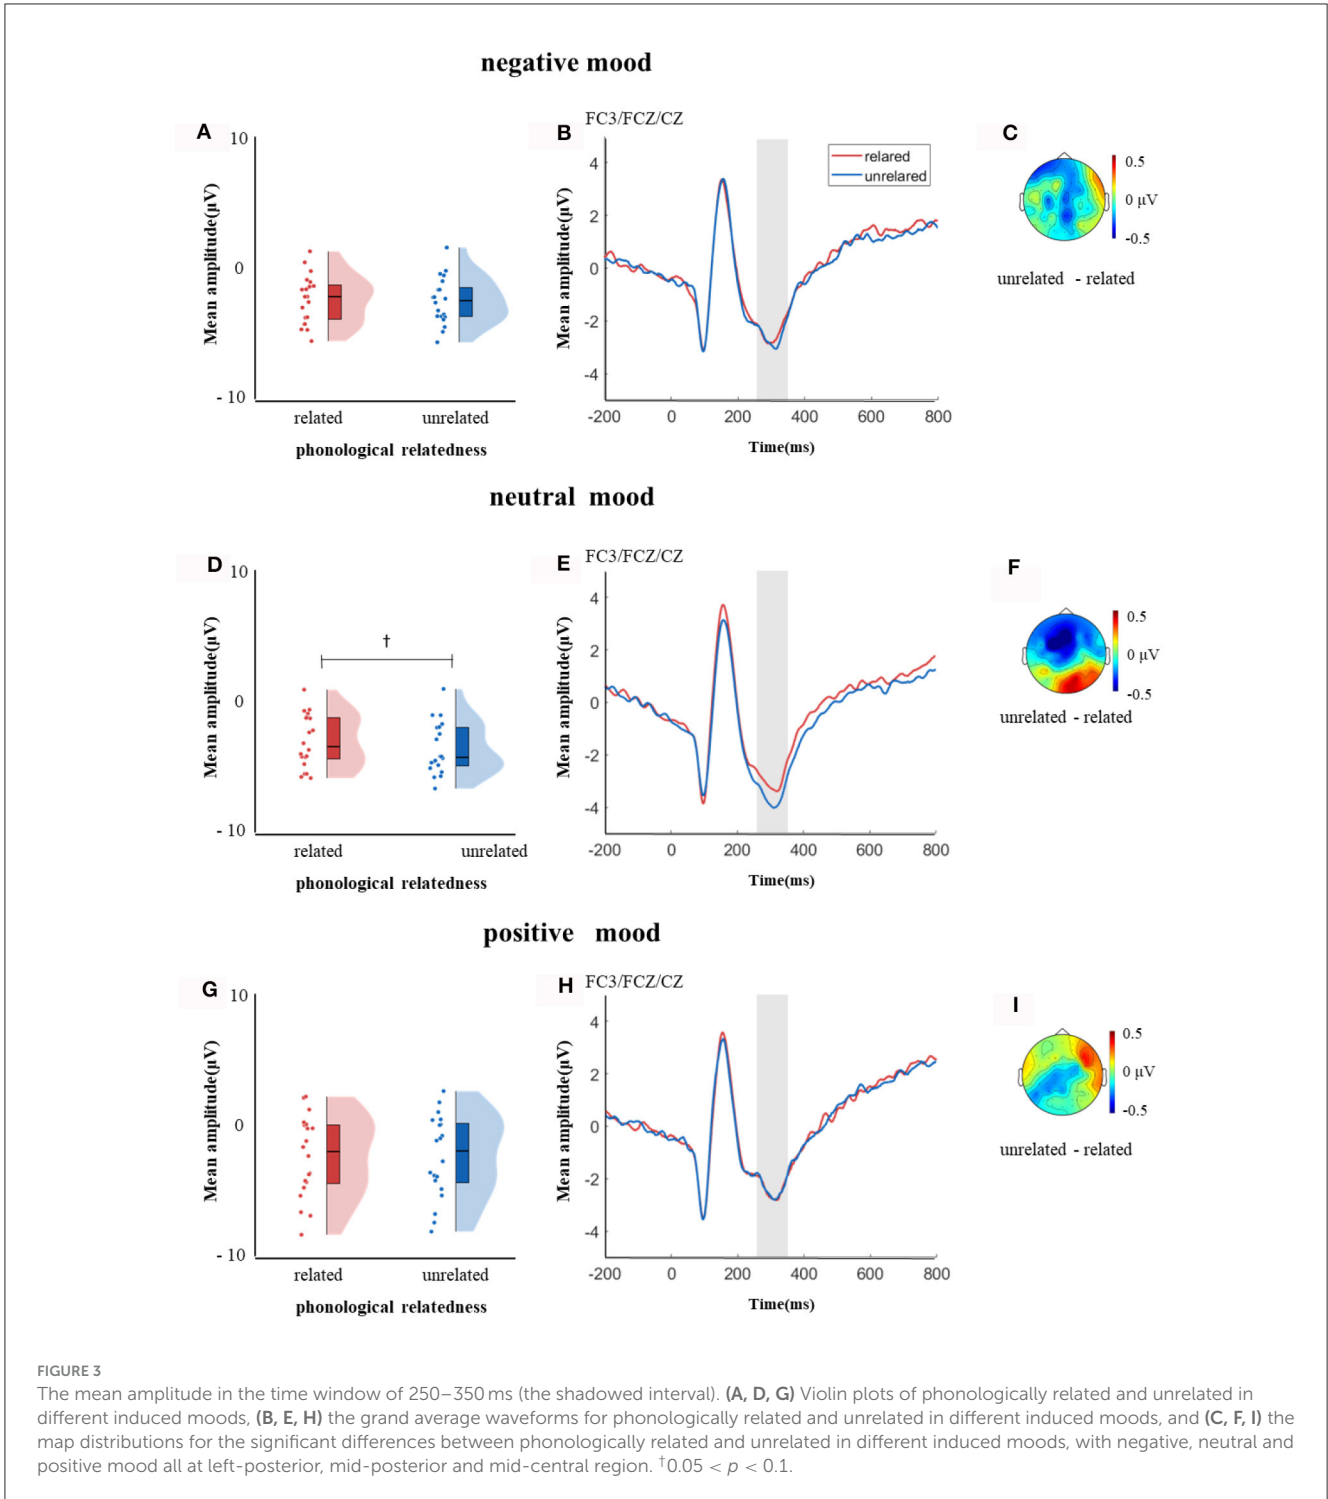 negative mood
A
10
0
- 10
Mean amplitude(μV)
related
unrelated
phonological relatedness
B
FC3/FCZ/CZ
relared
unrelared
4
2
0
-2
-4
Mean amplitude(μV)
-200
0
200
400
600
800
Time(ms)
C
0.5
0 μV
-0.5
unrelated - related
neutral mood
D
10
0
- 10
Mean amplitude(μV)
†
related
unrelated
phonological relatedness
E
FC3/FCZ/CZ
4
2
0
-2
-4
Mean amplitude(μV)
-200
0
200
400
600
800
Time(ms)
F
0.5
0 μV
-0.5
unrelated - related
positive mood
G
10
0
- 10
Mean amplitude(μV)
related
unrelated
phonological relatedness
H
FC3/FCZ/CZ
4
2
0
-2
-4
Mean amplitude(μV)
-200
0
200
400
600
800
Time(ms)
I
0.5
0 μV
-0.5
unrelated - related
FIGURE 3
The mean amplitude in the time window of 250–350 ms (the shadowed interval). (A, D, G) Violin plots of phonologically related and unrelated in
different induced moods, (B, E, H) the grand average waveforms for phonologically related and unrelated in different induced moods, and (C, F, I) the
map distributions for the significant differences between phonologically related and unrelated in different induced moods, with negative, neutral and
positive mood all at left-posterior, mid-posterior and mid-central region. †0.05 < p < 0.1.